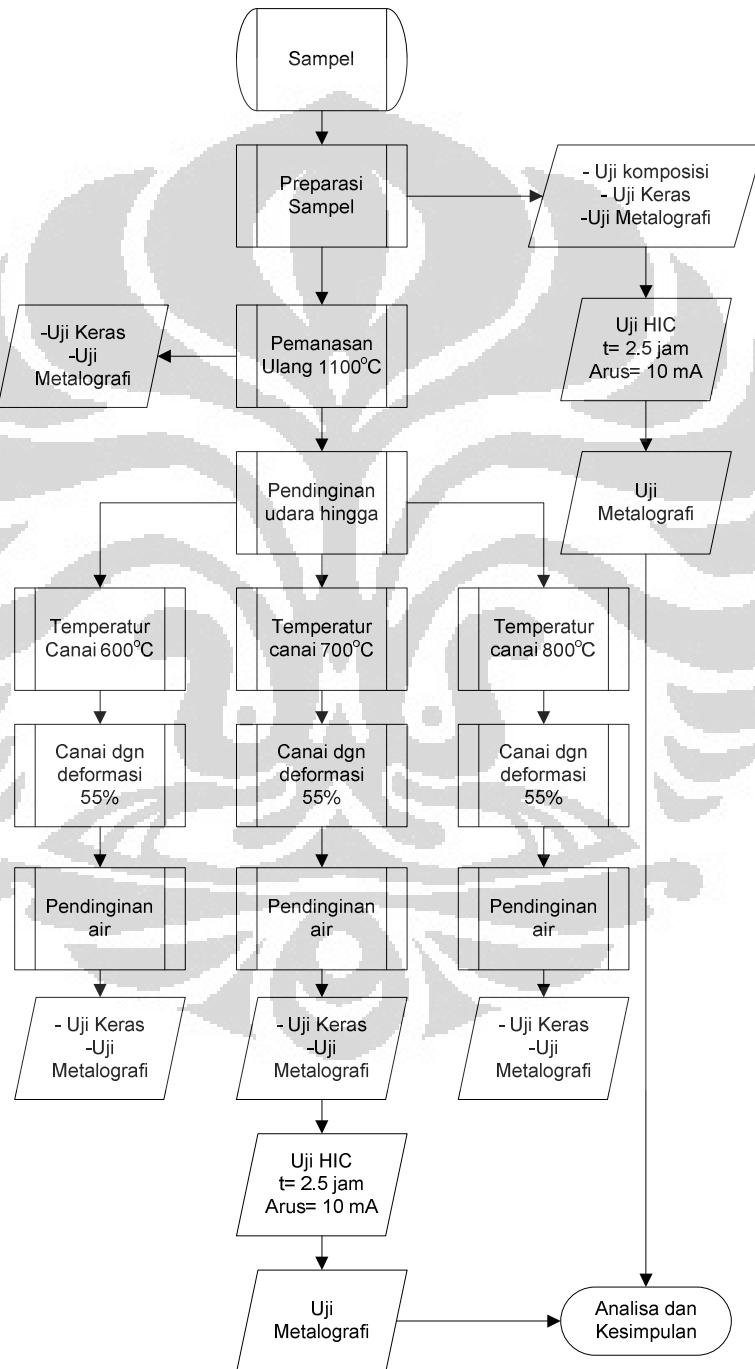 Sampel
Preparasi
Sampel
- Uji komposisi
- Uji Keras
-Uji Metalografi
-Uji Keras
-Uji
Metalografi
Pemanasan
Ulang 1100°C
Uji HIC
t= 2.5 jam
Arus= 10 mA
Pendinginan
udara hingga
Uji
Metalografi
Temperatur
Canai 600°C
Temperatur
canai 700°C
Temperatur
canai 800°C
Canai dgn
deformasi
55%
Canai dgn
deformasi
55%
Canai dgn
deformasi
55%
Pendinginan
air
Pendinginan
air
Pendinginan
air
- Uji Keras
-Uji
Metalografi
- Uji Keras
-Uji
Metalografi
- Uji Keras
-Uji
Metalografi
Uji HIC
t= 2.5 jam
Arus= 10 mA
Uji
Metalografi
Analisa dan
Kesimpulan